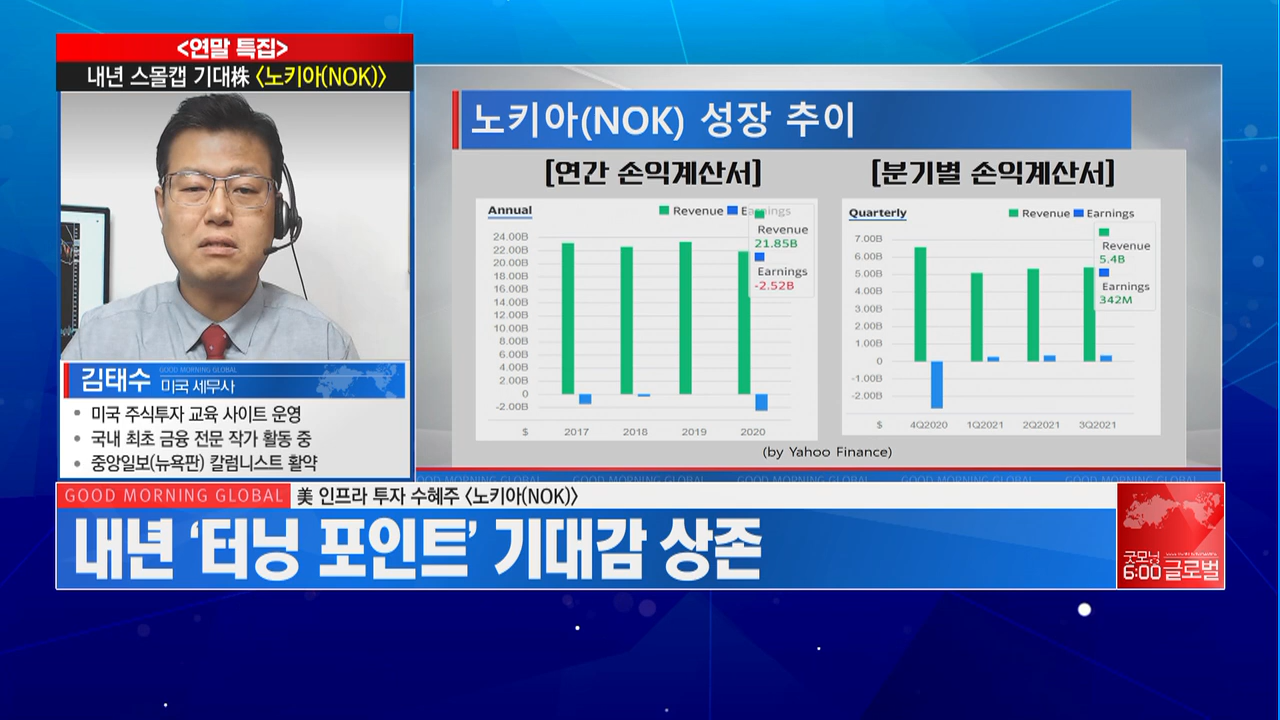 <연말 특집>
내년 스몰캡 기대株 <노키아(NOK)>
김태수
GOOD MORNING GLOBAL
미국 세무사
• 미국 주식투자 교육 사이트 운영
• 국내 최초 금융 전문 작가 활동 중
• 중앙일보(뉴욕판) 칼럼니스트 활약
노키아(NOK) 성장 추이
[연간 손익계산서]
Annual
Revenue Earnings
Revenue
21.85B
Earnings
-2.52B
24.00B
22.00B
20.00B
18.00B
16.00B
14.00B
12.00B
10.00B
8.00B
6.00B
4.00B
2.00B
0
-2.00B
$ 2017 2018 2019 2020
[분기별 손익계산서]
Quarterly
Revenue Earnings
Revenue
5.4B
Earnings
342M
7.00B
6.00B
5.00B
4.00B
3.00B
2.00B
1.00B
0
-1.00B
-2.00B
$ 4Q2020 1Q2021 2Q2021 3Q2021
(by Yahoo Finance)
GOOD MORNING GLOBAL 美 인프라 투자 수혜주 <노키아(NOK)>
내년 '터닝 포인트' 기대감 상존
굿모닝
6:00 글로벌